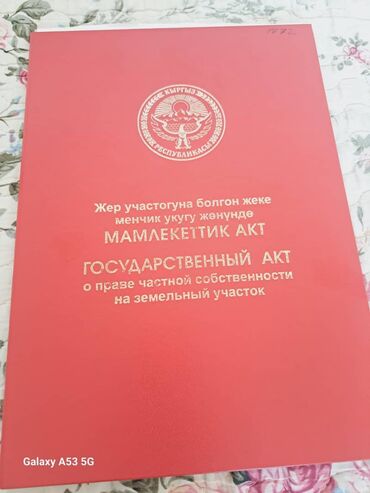 1872
КЫРГЫЗ
РЕСПУБЛИКАСЫ
Жер участогуна болгон жеке
менчик укугу жөнүндө
МАМЛЕКЕТТИК АКТ
ГОСУДАРСТВЕННЫЙ АКТ
о праве частной собственности
на земельный участок
Galaxy A53 5G